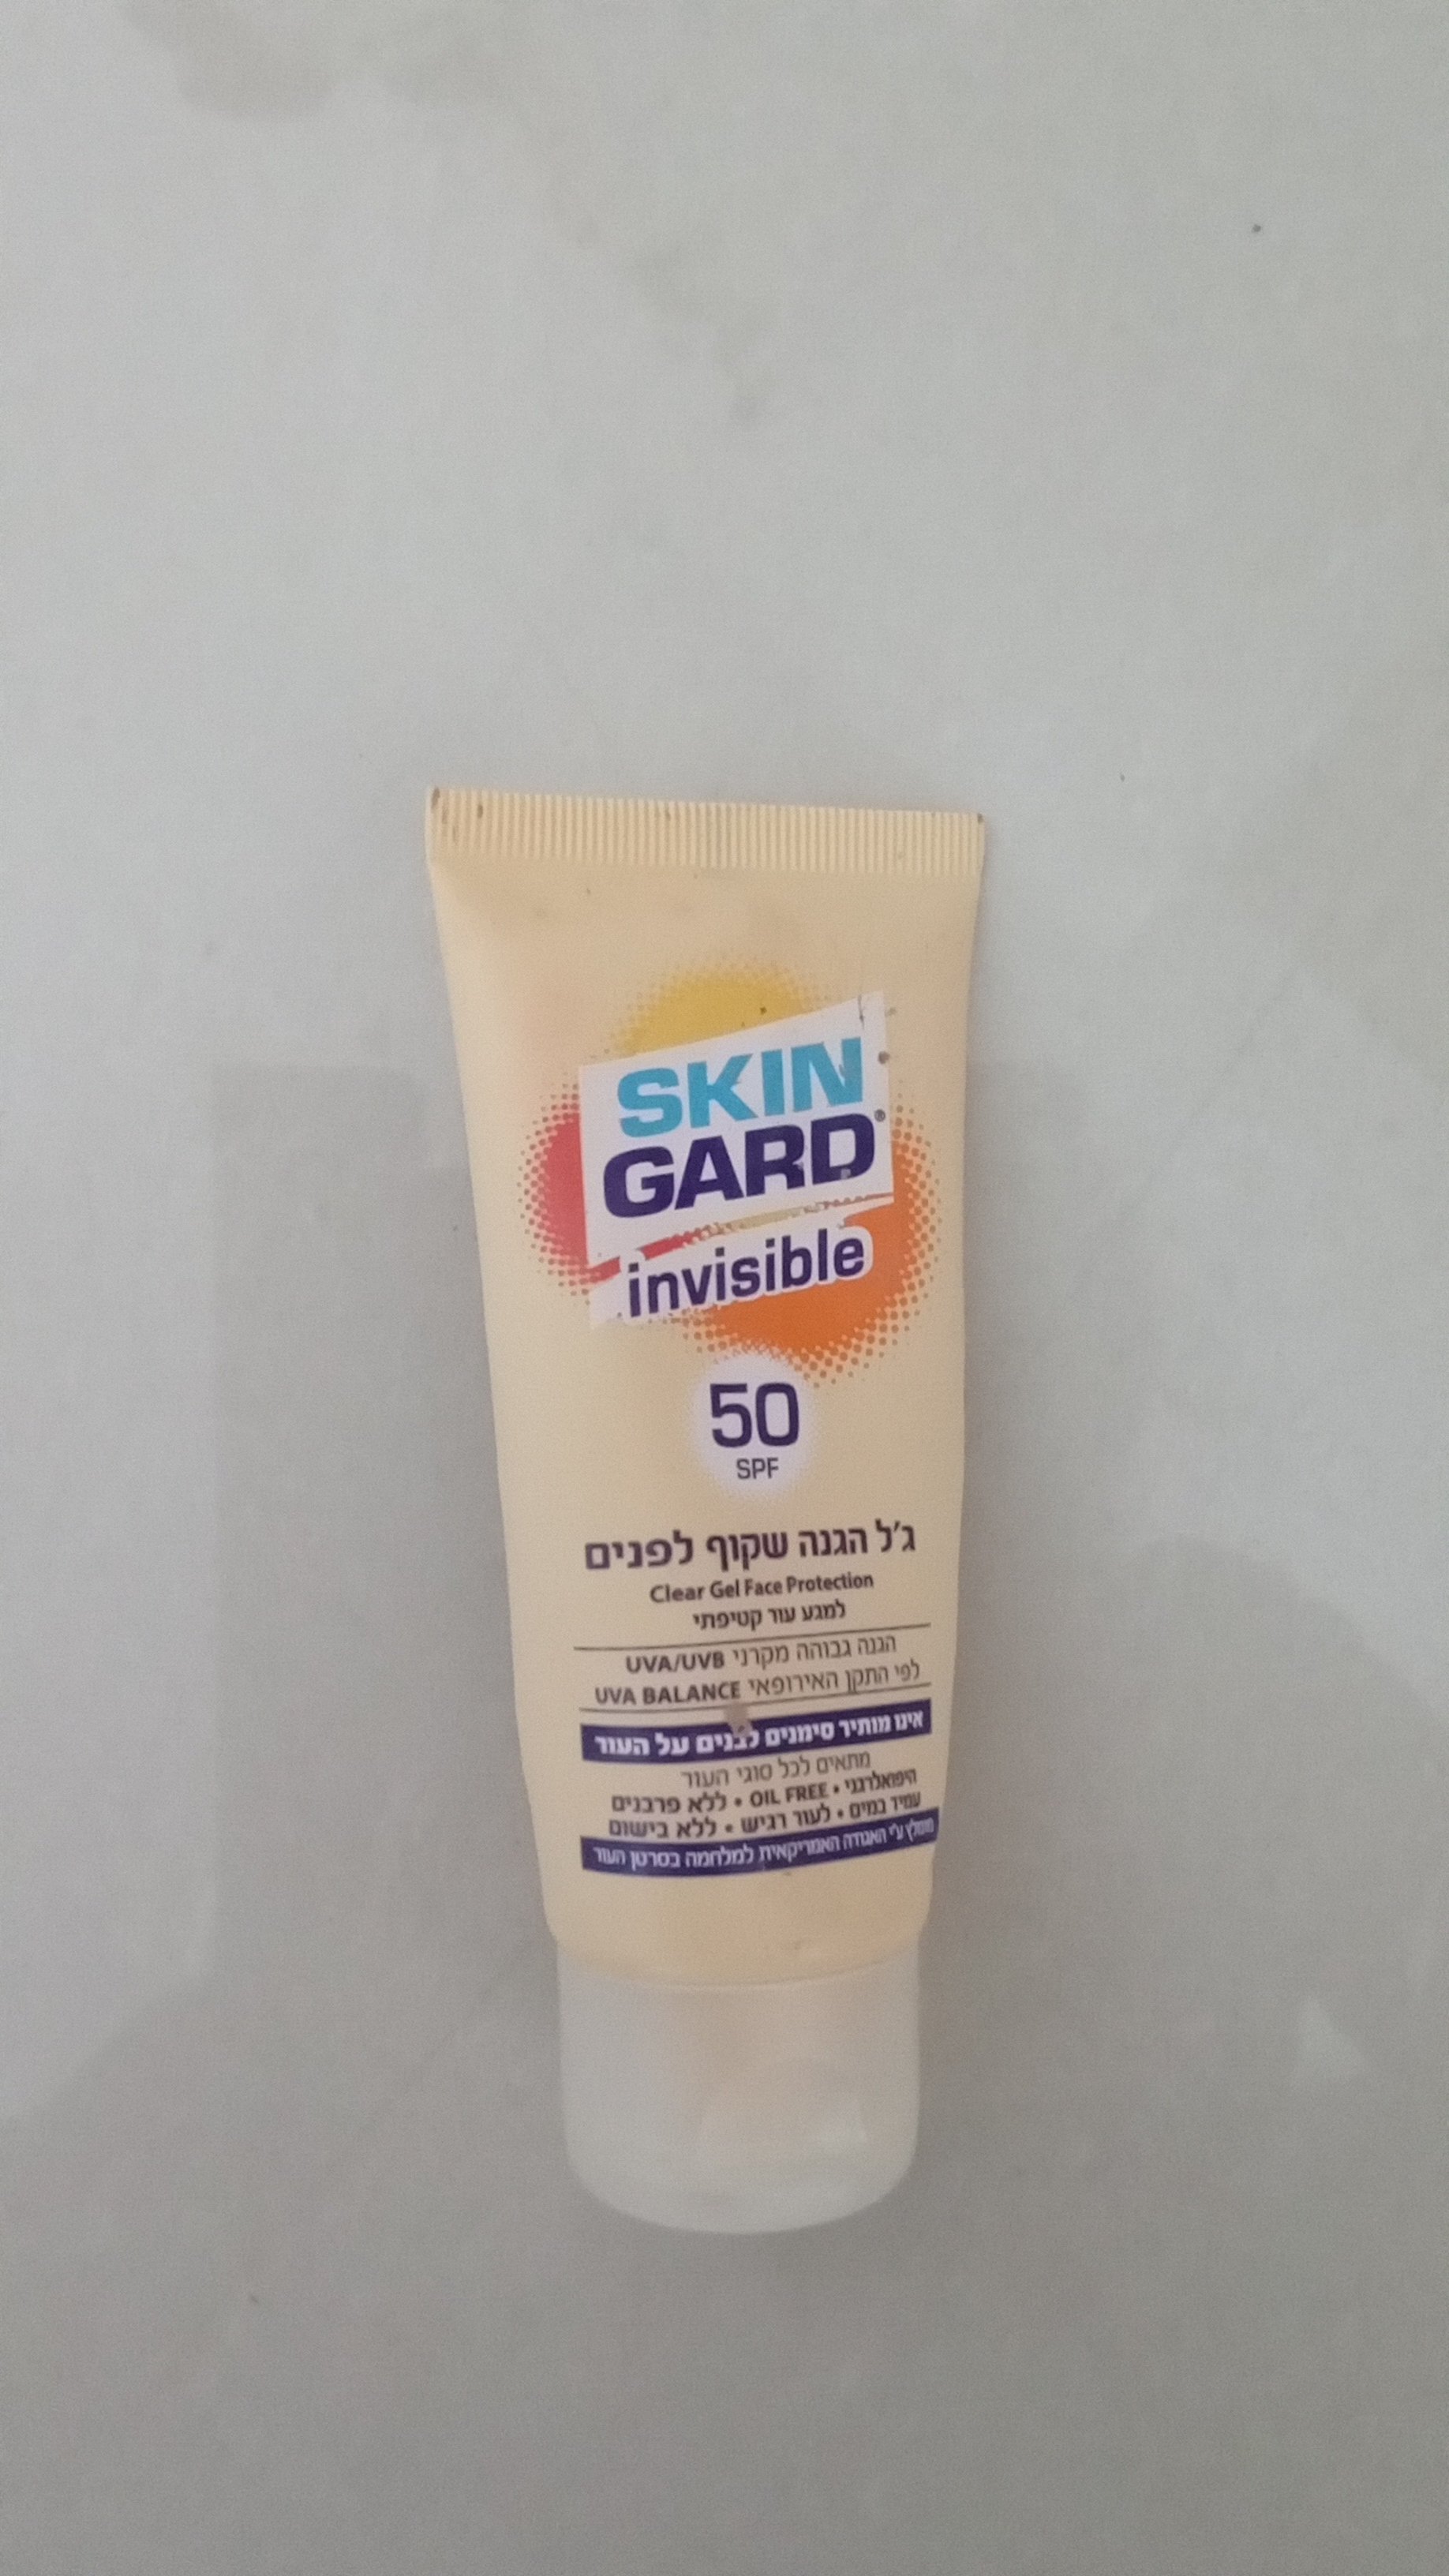 SKIN
GARD®
invisible
50
SPF
ג'ל הגנה שקוף לפנים
Clear Gel Face Protection
למגע עור קטיפתי
הגנה גבוהה מקרני UVA/UVB
לפי התקן האירופאי UVA BALANCE
אינו מותיר סימנים לבנים על העור
מתאים לכל סוגי העור
היפואלרגני • OIL FREE • ללא פרבנים
עמיד במים • לעור רגיש • ללא בישום
מומלץ ע"י האגודה האמריקאית למלחמה בסרטן העור